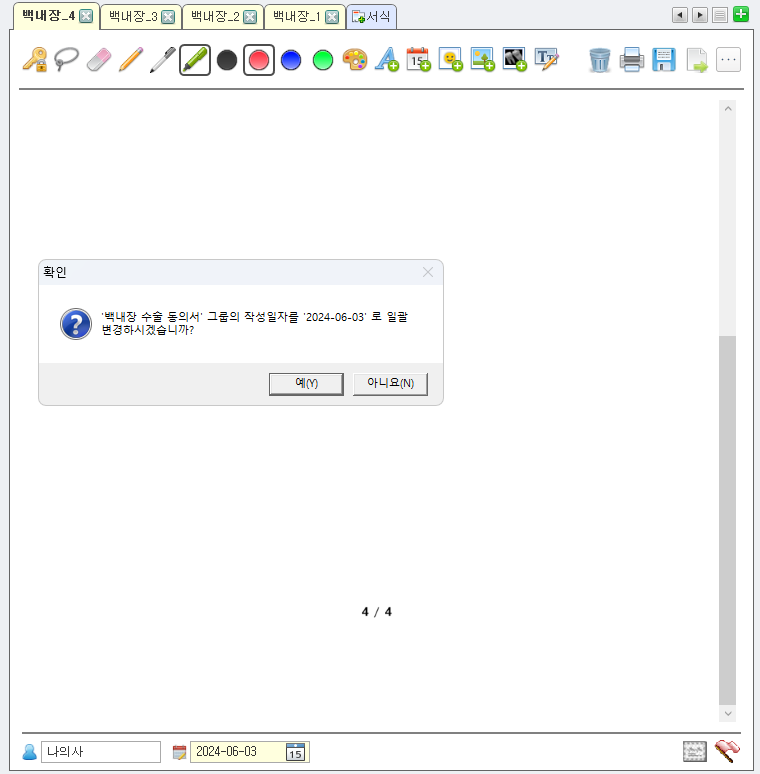 백내장_4 백내장_3 백내장_2 백내장_1 서식
15
확인
'백내장 수술 동의서' 그룹의 작성일자를 '2024-06-03' 로 일괄
변경하시겠습니까?
예(Y) 아니요(N)
4 / 4
나의사 2024-06-03 15